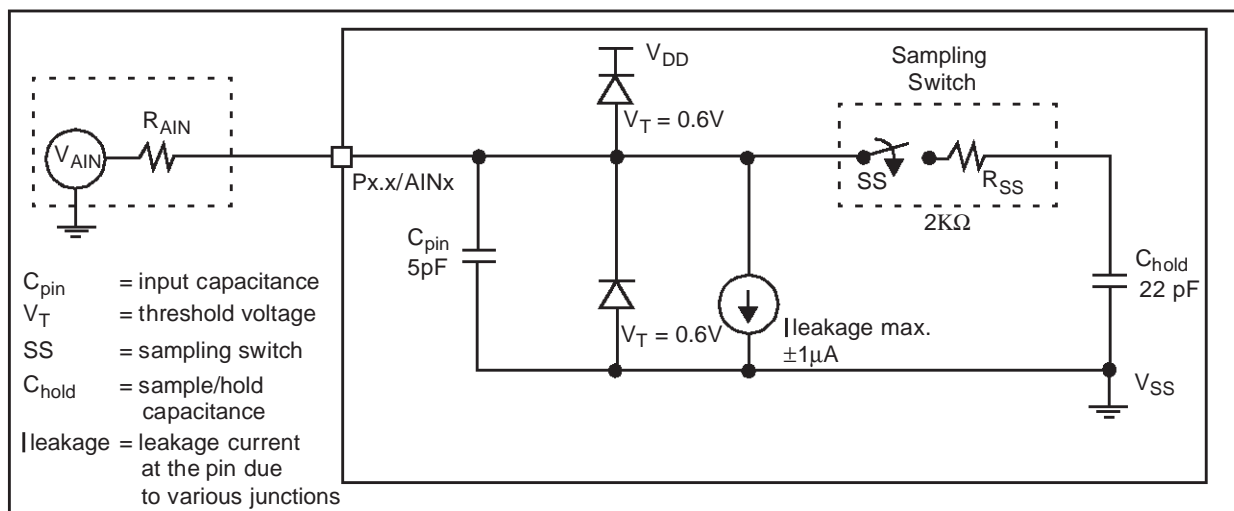 V_DD
Sampling
Switch
R_AIN
V_T = 0.6V
V_AIN
Px.x/AINx
SS
R_SS
2KΩ
C_pin
5pF
C_hold
22 pF
V_T = 0.6V
I leakage max.
±1μA
V_SS
C_pin = input capacitance
V_T = threshold voltage
SS = sampling switch
C_hold = sample/hold
capacitance
I leakage = leakage current
at the pin due
to various junctions